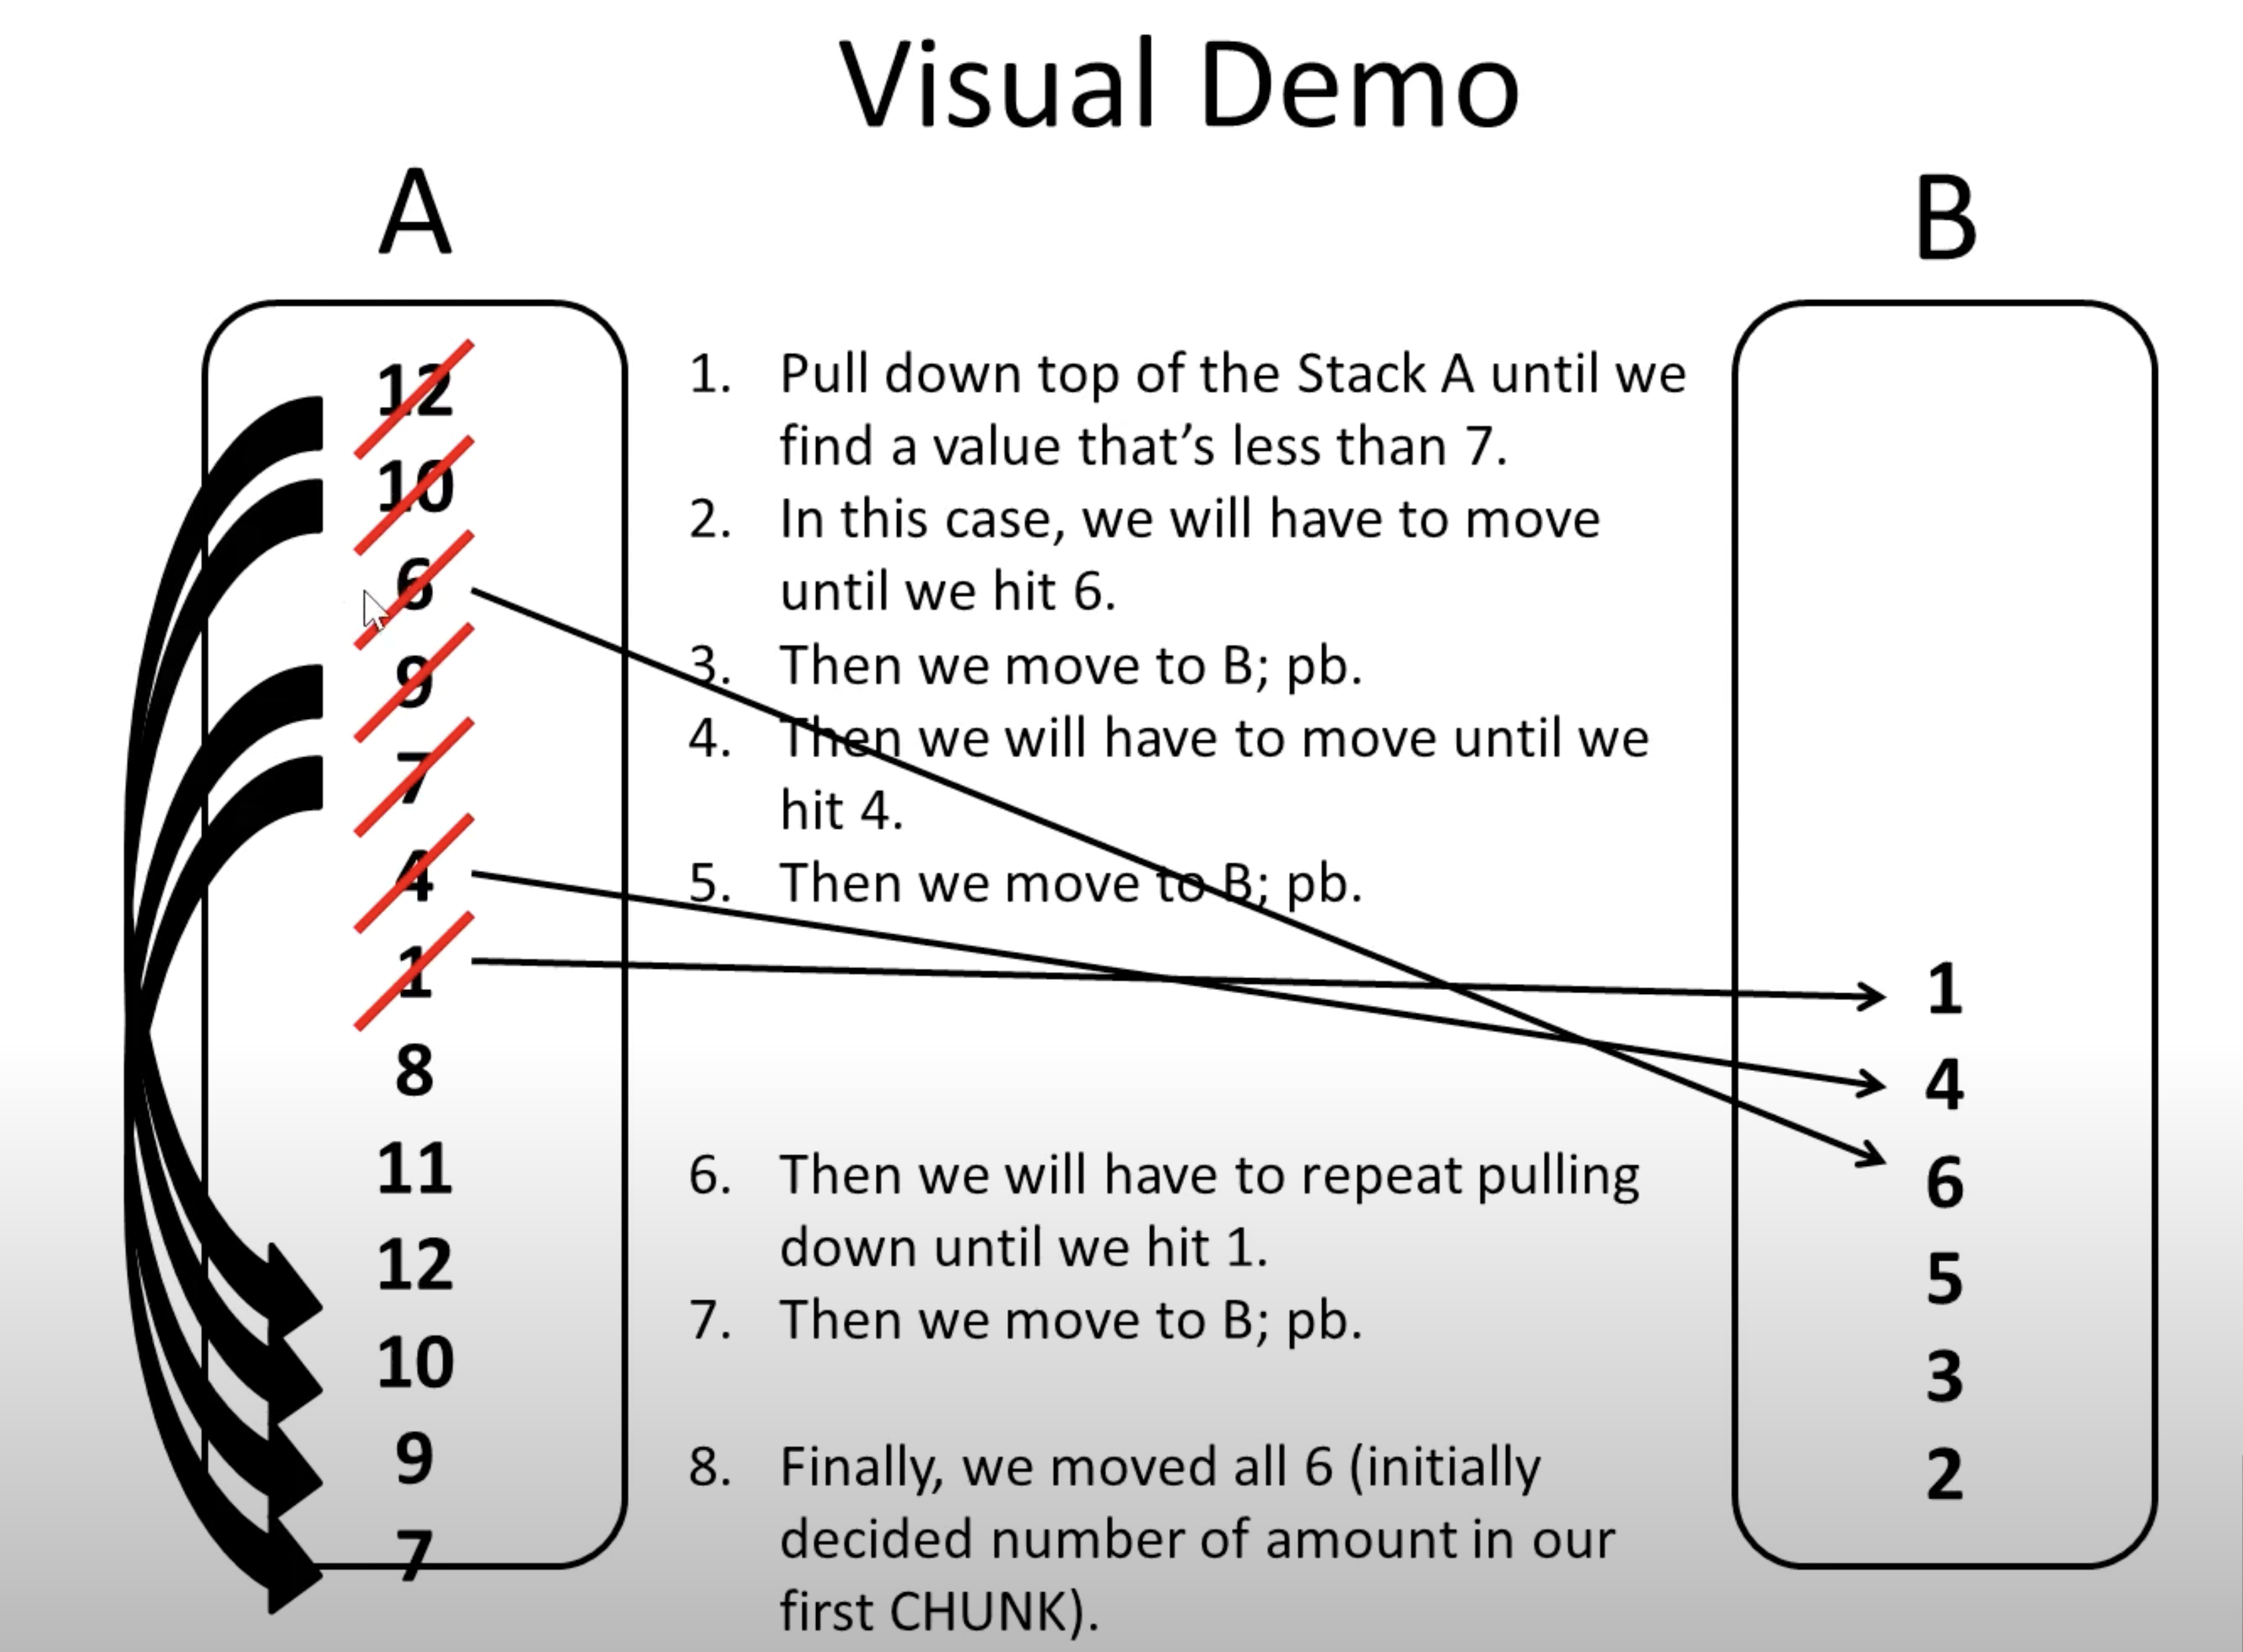 Visual Demo
A
B
12
10
6
9
7
4
1
8
11
12
10
9
7
1. Pull down top of the Stack A until we
find a value that’s less than 7.
2. In this case, we will have to move
until we hit 6.
3. Then we move to B; pb.
4. Then we will have to move until we
hit 4.
5. Then we move to B; pb.
6. Then we will have to repeat pulling
down until we hit 1.
7. Then we move to B; pb.
8. Finally, we moved all 6 (initially
decided number of amount in our
first CHUNK).
1
4
6
5
3
2